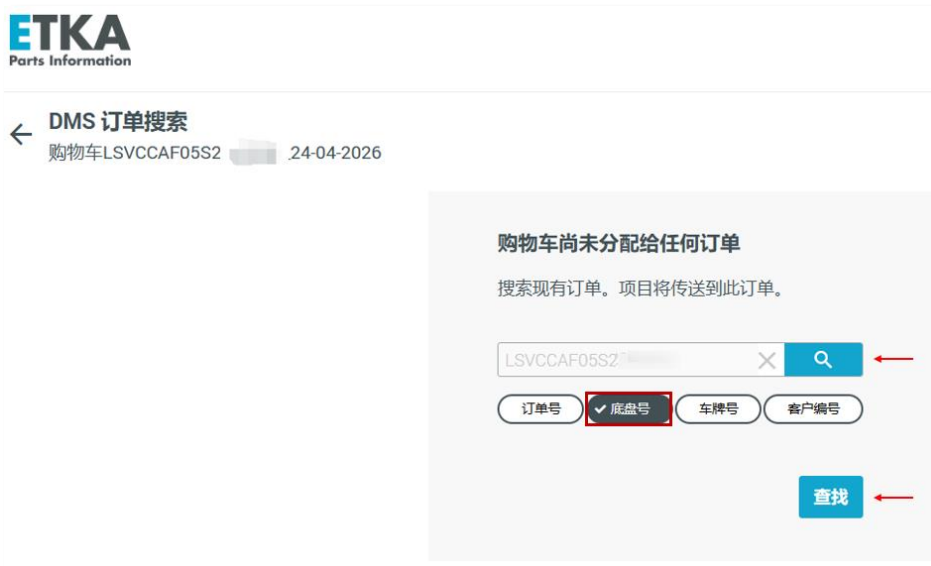 ETKA
Parts Information
DMS 订单搜索
购物车LSVCCAF05S2 24-04-2026
购物车尚未分配给任何订单
搜索现有订单。项目将传送到此订单。
LSVCCAF05S2
订单号 底盘号 车牌号 客户编号
查找